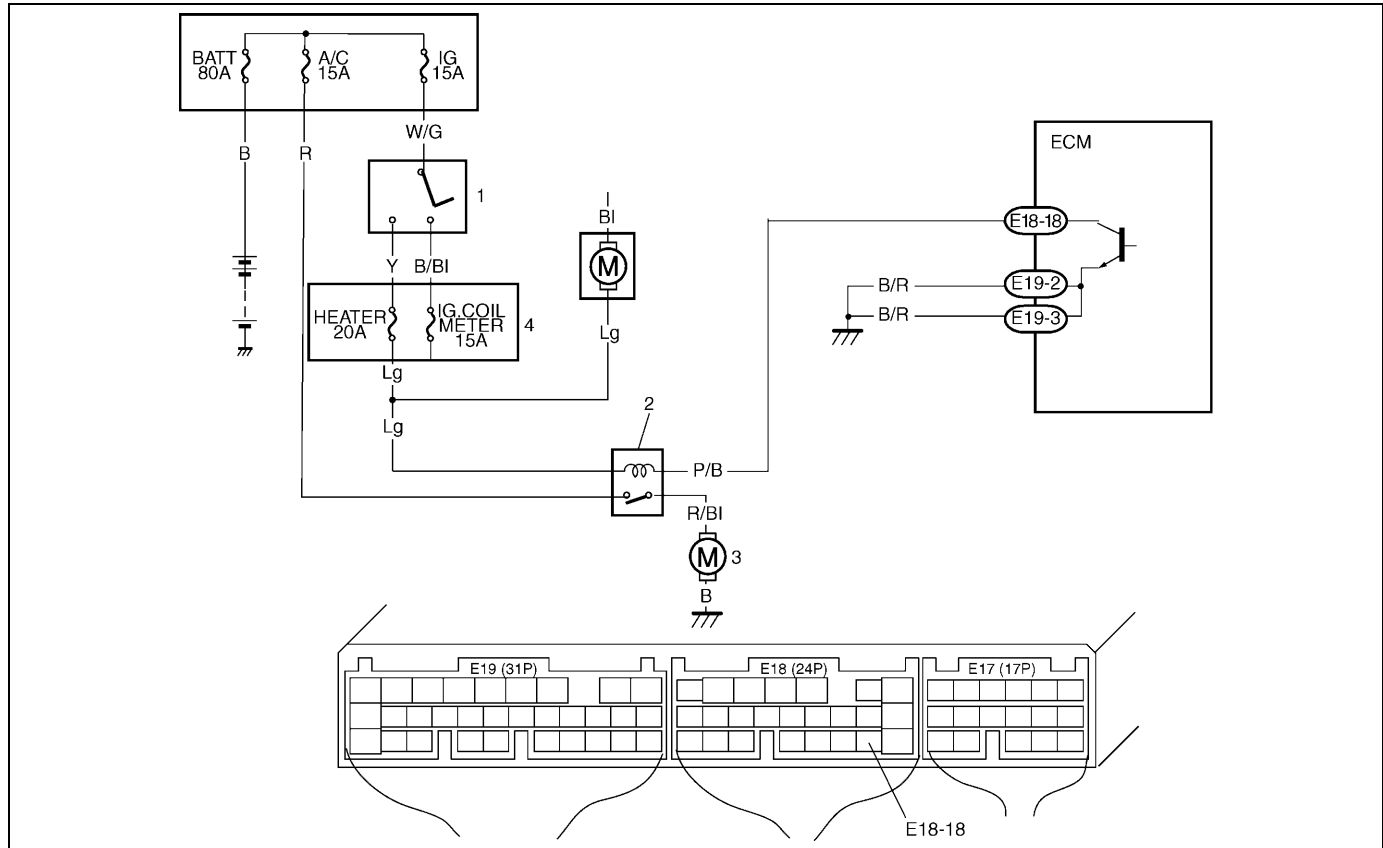 BATT
80A
A/C
15A
IG
15A
W/G
B
R
1
Y
B/Bl
HEATER
20A
IG.COIL
METER
15A
4
Lg
Lg
Bl
M
Lg
2
P/B
R/Bl
M
3
B
ECM
E18-18
E19-2
E19-3
B/R
B/R
E19 (31P)
E18 (24P)
E17 (17P)
E18-18